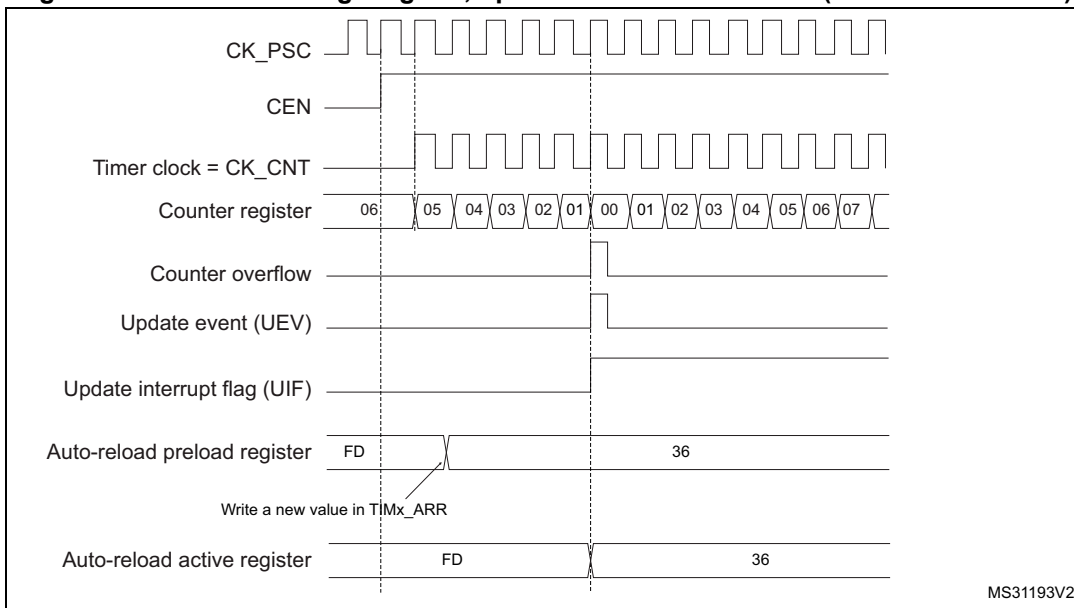 CK_PSC
CEN
Timer clock = CK_CNT
Counter register 06 05 04 03 02 01 00 01 02 03 04 05 06 07
Counter overflow
Update event (UEV)
Update interrupt flag (UIF)
Auto-reload preload register FD 36
Write a new value in TIMx_ARR
Auto-reload active register FD 36
MS31193V2